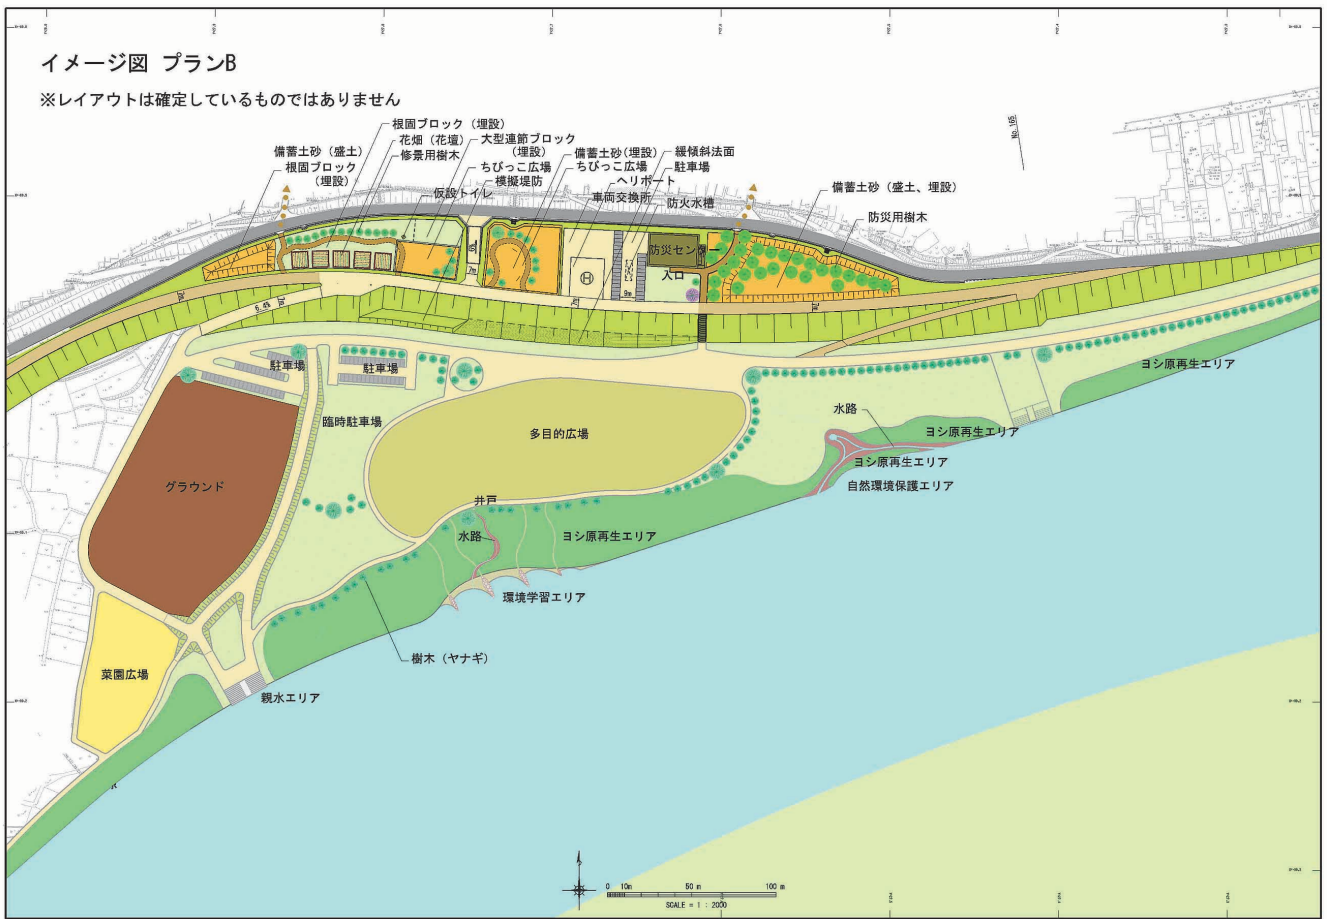 イメージ図 プランB
※レイアウトは確定しているものではありません
No.165
根固ブロック(埋設)
花畑(花壇)
修景用樹木
大型連節ブロック
(埋設)
ちびっこ広場
模擬堤防
仮設トイレ
備蓄土砂(盛土)
根固ブロック
(埋設)
備蓄土砂(埋設)
ちびっこ広場
ヘリポート
車両交換所
緩傾斜法面
駐車場
防火水槽
備蓄土砂(盛土、埋設)
防災用樹木
防災セン
入口
H
6.4%
7m
9m
駐車場
駐車場
臨時駐車場
グラウンド
多目的広場
井戸
水路
ヨシ原再生エリア
環境学習エリア
樹木(ヤナギ)
菜園広場
親水エリア
水路
ヨシ原再生エリア
ヨシ原再生エリア
ヨシ原再生エリア
自然環境保護エリア
0 10m 50 m 100 m
SCALE = 1 : 2000